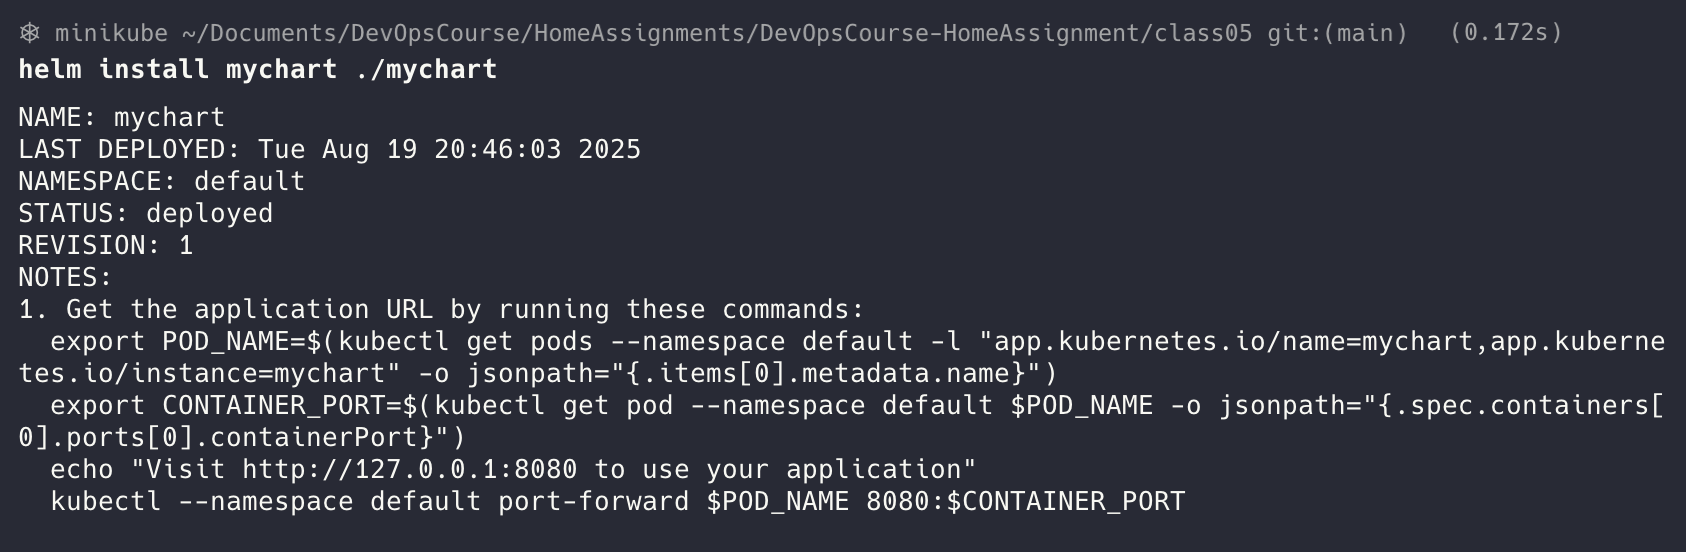 minikube ~/Documents/DevOpsCourse/HomeAssignments/DevOpsCourse-HomeAssignment/class05 git:(main) (0.172s)
helm install mychart ./mychart
NAME: mychart
LAST DEPLOYED: Tue Aug 19 20:46:03 2025
NAMESPACE: default
STATUS: deployed
REVISION: 1
NOTES:
1. Get the application URL by running these commands:
  export POD_NAME=$(kubectl get pods --namespace default -l "app.kubernetes.io/name=mychart,app.kuberne
tes.io/instance=mychart" -o jsonpath="{.items[0].metadata.name}")
  export CONTAINER_PORT=$(kubectl get pod --namespace default $POD_NAME -o jsonpath="{.spec.containers[
0].ports[0].containerPort}")
  echo "Visit http://127.0.0.1:8080 to use your application"
  kubectl --namespace default port-forward $POD_NAME 8080:$CONTAINER_PORT